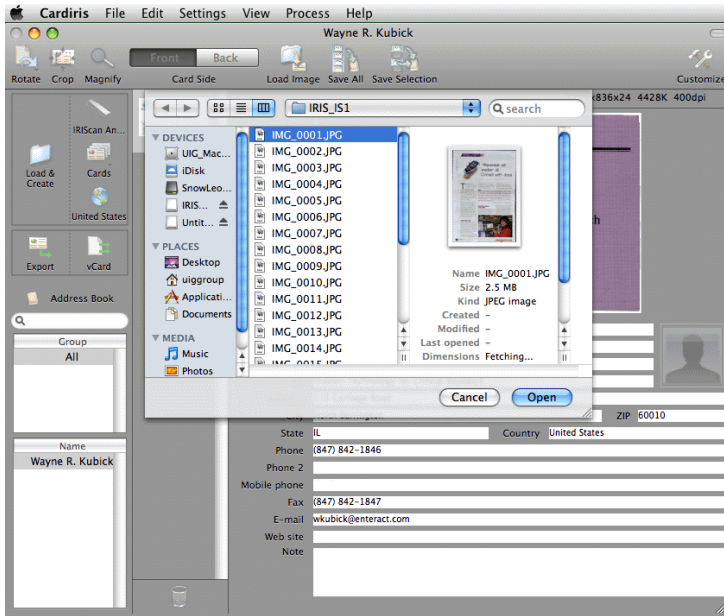 Cardiris File Edit Settings View Process Help
Wayne R. Kubick
Front Back
Rotate Crop Magnify Card Side Load Image Save All Save Selection Customize
x836x24 4428K 400dpi
IRIS_IS1
search
DEVICES
UIG_Mac...
iDisk
SnowLeo...
IRIS...
Untit...
PLACES
Desktop
uiggroup
Applicati...
Documents
MEDIA
Music
Photos
IMG_0001.JPG
IMG_0002.JPG
IMG_0003.JPG
IMG_0004.JPG
IMG_0005.JPG
IMG_0006.JPG
IMG_0007.JPG
IMG_0008.JPG
IMG_0009.JPG
IMG_0010.JPG
IMG_0011.JPG
IMG_0012.JPG
IMG_0013.JPG
IMG_0014.JPG
IMG_0015.JPG
Name IMG_0001.JPG
Size 2.5 MB
Kind JPEG image
Created –
Modified –
Last opened –
Dimensions Fetching...
Cancel Open
IRIScan An...
Load & Create
Cards
United States
Export vCard
Address Book
Group
All
Name
Wayne R. Kubick
ZIP 60010
State IL Country United States
Phone (847) 842-1846
Phone 2
Mobile phone
Fax (847) 842-1847
E-mail wkubick@enteract.com
Web site
Note